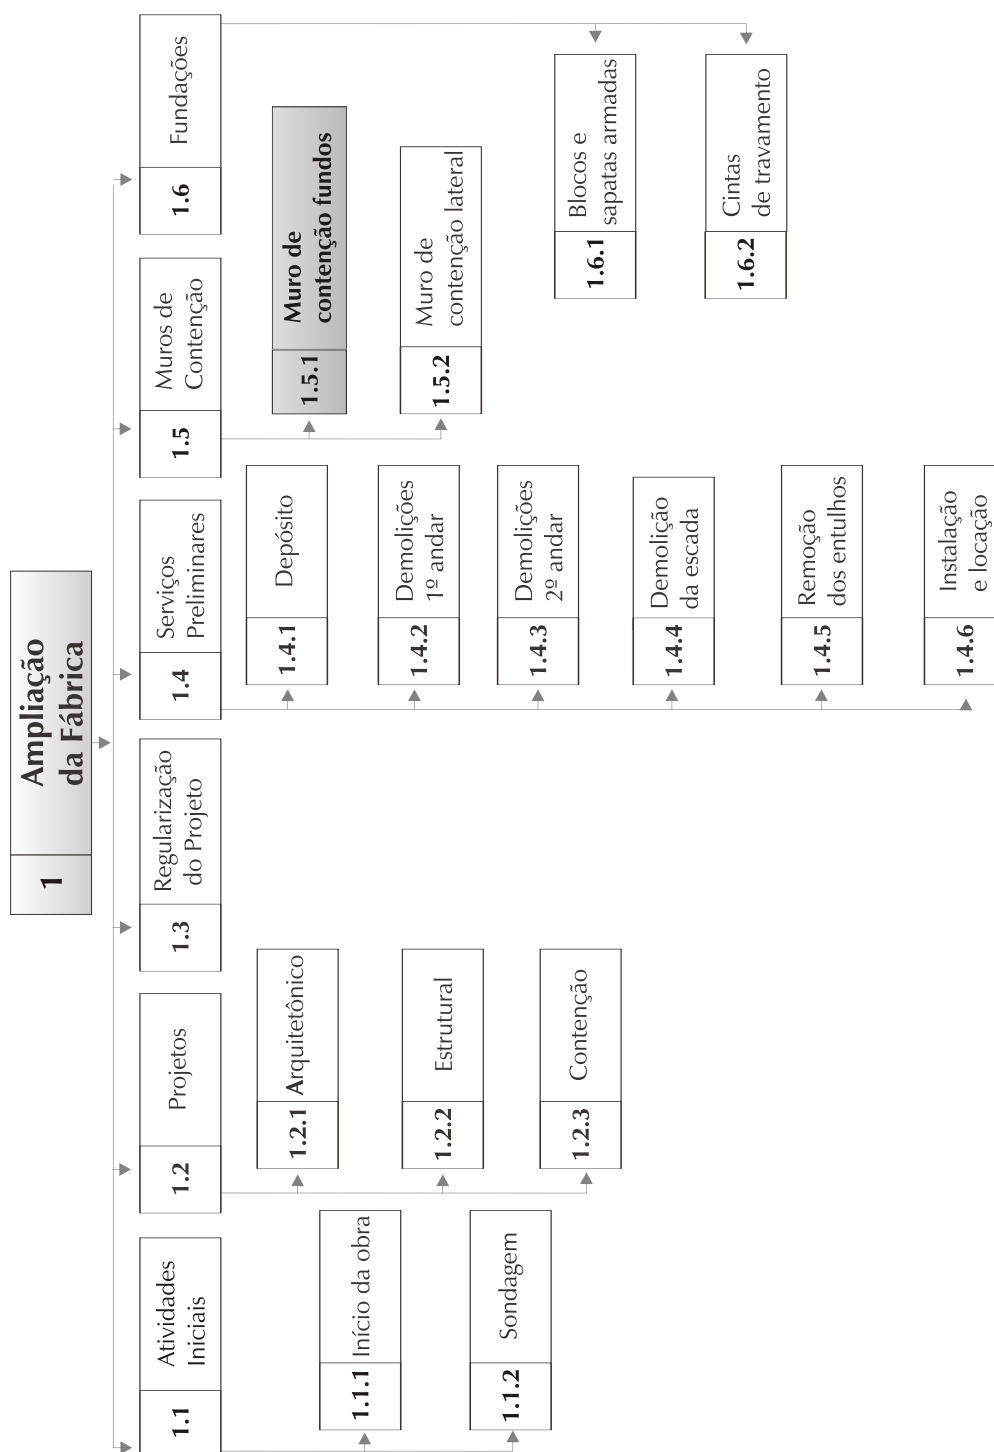 1
Ampliação
da Fábrica
1.1
Atividades
Iniciais
1.1.1
Início da obra
1.1.2
Sondagem
1.2
Projetos
1.2.1
Arquitetônico
1.2.2
Estrutural
1.2.3
Contenção
1.3
Regularização
do Projeto
1.4
Serviços
Preliminares
1.4.1
Depósito
1.4.2
Demolições
1º andar
1.4.3
Demolições
2º andar
1.4.4
Demolição
da escada
1.4.5
Remoção
dos entulhos
1.4.6
Instalação
e locação
1.5
Muros de
Contenção
1.5.1
Muro de
contenção fundos
1.5.2
Muro de
contenção lateral
1.6
Fundações
1.6.1
Blocos e
sapatas armadas
1.6.2
Cintas
de travamento